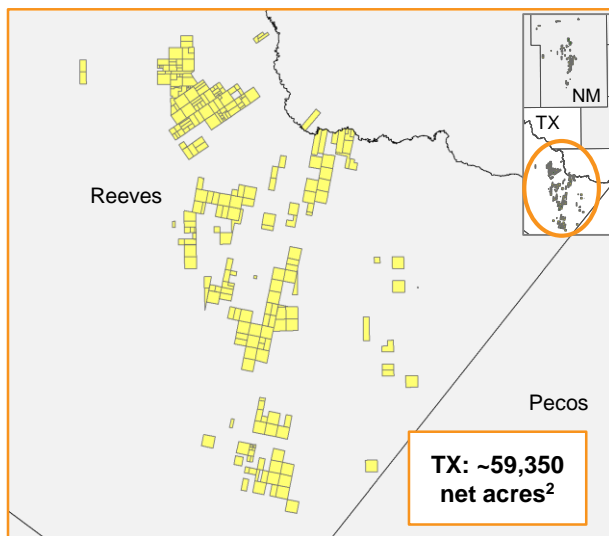 NM
TX
Reeves
Pecos
TX: ~59,350
net acres²